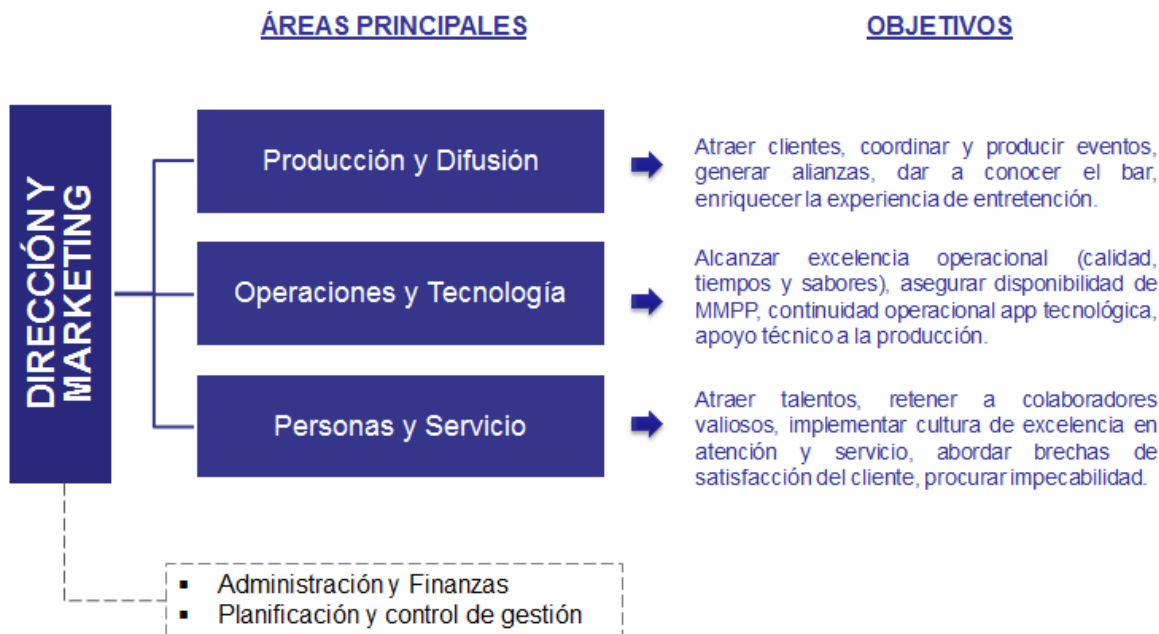 ÁREAS PRINCIPALES
OBJETIVOS
DIRECCIÓN Y
MARKETING
Producción y Difusión
Atraer clientes, coordinar y producir eventos,
generar alianzas, dar a conocer el bar,
enriquecer la experiencia de entretención.
Operaciones y Tecnología
Alcanzar excelencia operacional (calidad,
tiempos y sabores), asegurar disponibilidad de
MMPP, continuidad operacional app tecnológica,
apoyo técnico a la producción.
Personas y Servicio
Atraer talentos, retener a colaboradores
valiosos, implementar cultura de excelencia en
atención y servicio, abordar brechas de
satisfacción del cliente, procurar impecabilidad.
▪ Administración y Finanzas
▪ Planificación y control de gestión